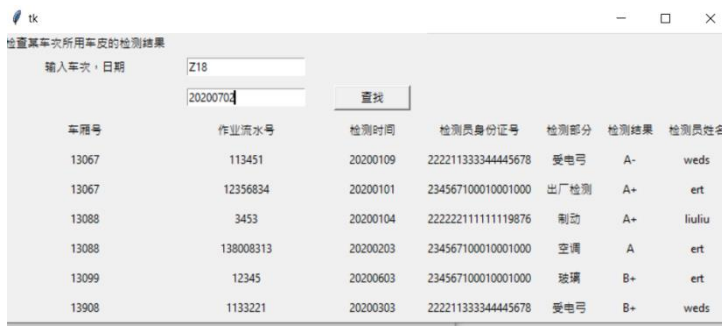 tk
检查某车次所用车皮的检测结果
输入车次，日期 Z18
20200702 查找
车厢号 作业流水号 检测时间 检测员身份证号 检测部分 检测结果 检测员姓名
13067 113451 20200109 222211333344445678 受电弓 A- weds
13067 12356834 20200101 234567100010001000 出厂检测 A+ ert
13088 3453 20200104 222222111111119876 制动 A+ liuliu
13088 138008313 20200203 234567100010001000 空调 A ert
13099 12345 20200603 234567100010001000 玻璃 B+ ert
13908 1133221 20200303 222211333344445678 受电弓 B+ weds